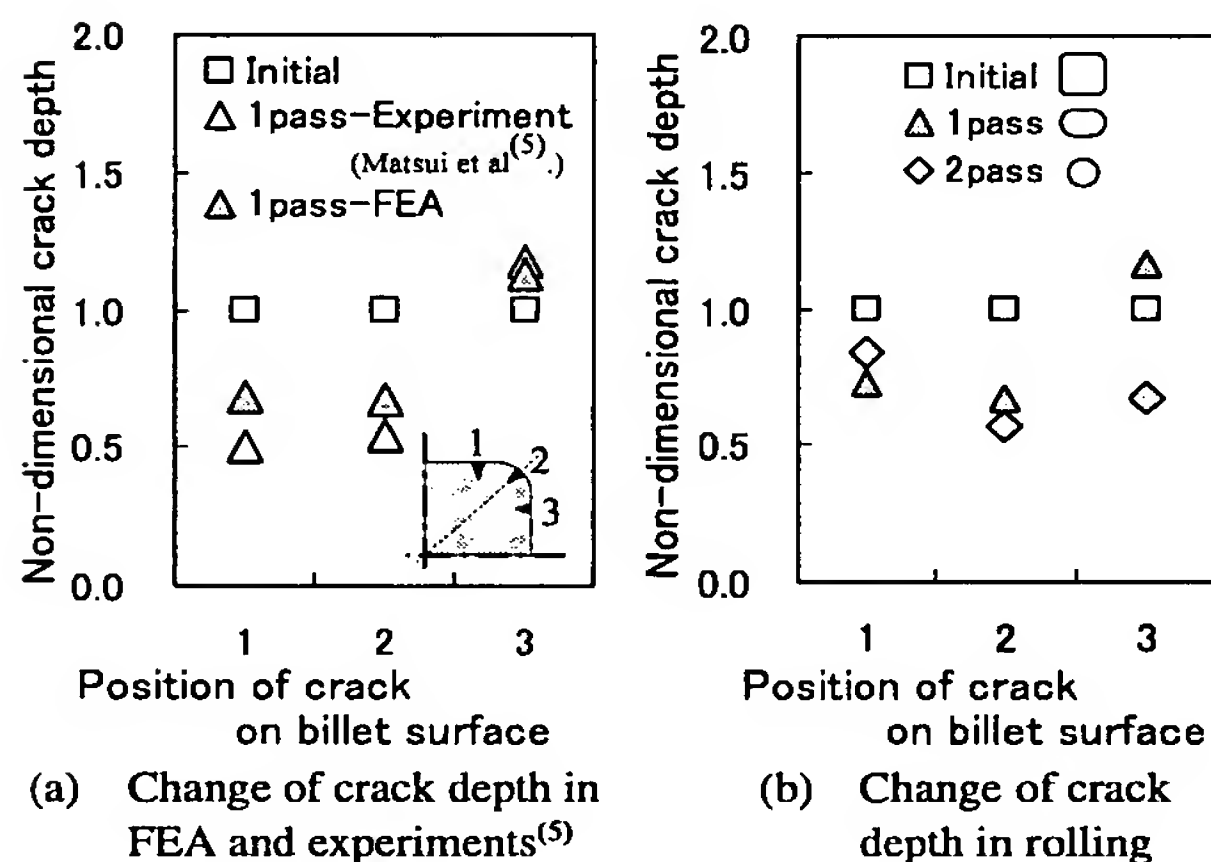 2.0
1.5
1.0
0.5
0.0
Non-dimensional crack depth
Initial
1pass-Experiment
(Matsui et al(5).)
1pass-FEA
1
2
3
1 2 3
Position of crack
on billet surface
(a) Change of crack depth in
FEA and experiments(5)
2.0
1.5
1.0
0.5
0.0
Non-dimensional crack depth
Initial
1pass
2pass
1 2 3
Position of crack
on billet surface
(b) Change of crack
depth in rolling